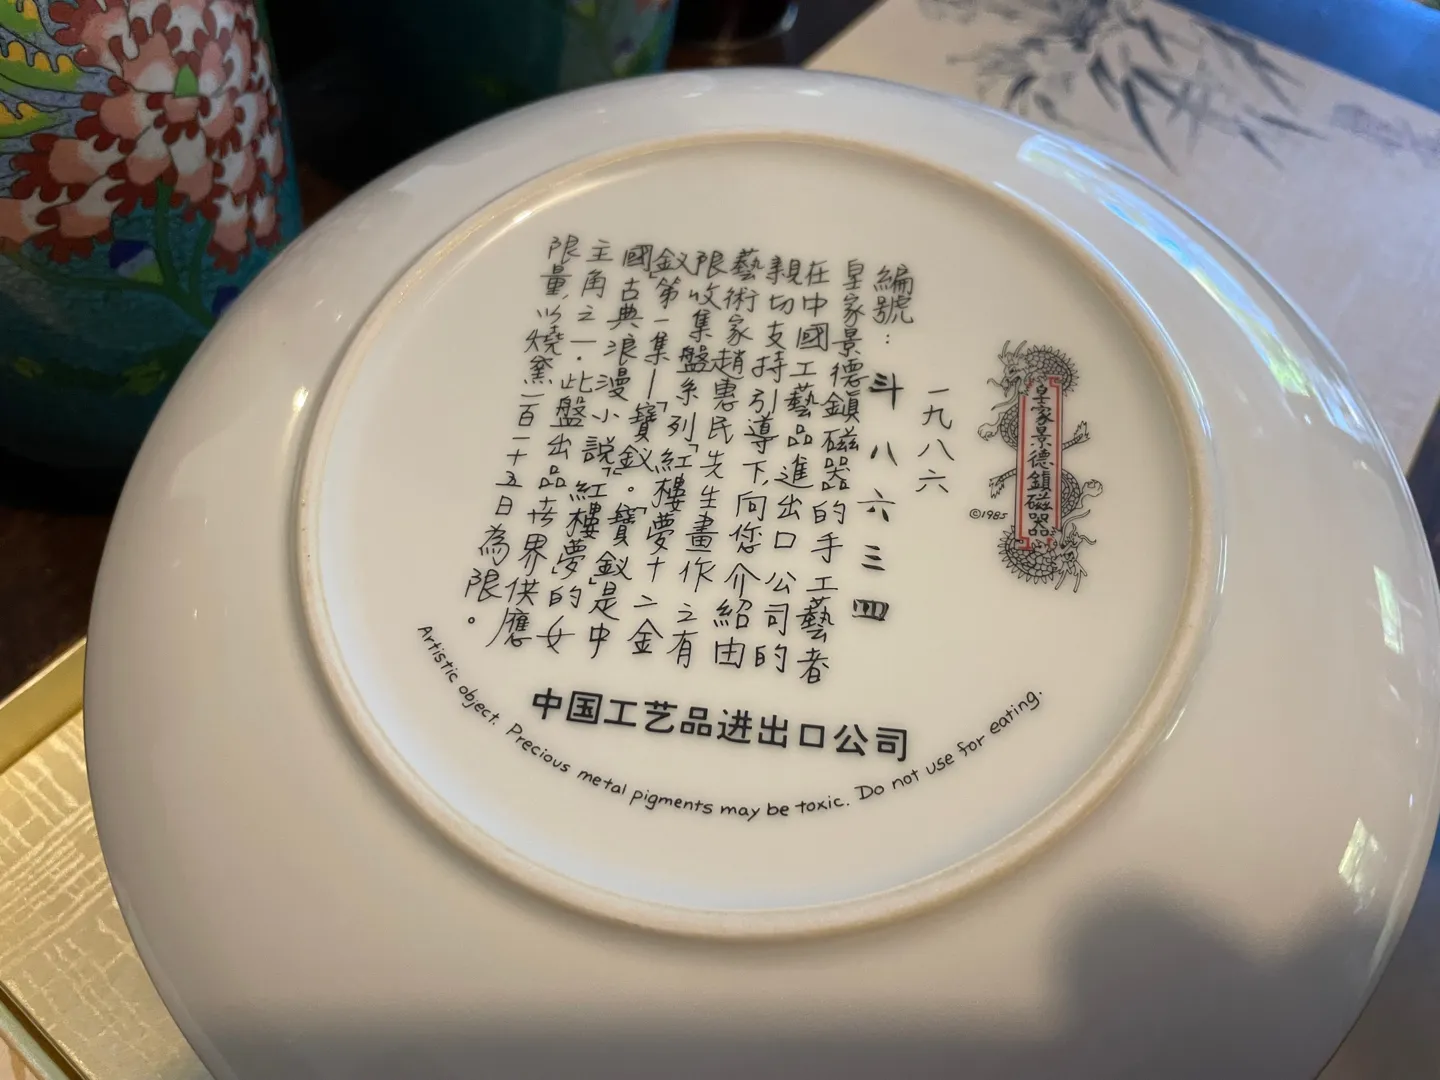 皇家景德鎮磁器
©1985
一九八六
編號：斗八六三四
皇家景德鎮磁器的手工藝者
在中國工藝品進出口公司的
親切支持引導下,向您介紹由
藝術家趙惠民先生畫作之有
限收集盤系列「紅樓夢十二金
釵」第一集—「寶釵」。「寶釵」是中
國古典浪漫小説「紅樓夢」的女
主角之一.此盤出品世界供應
限量,以燒窯一百一十五日為限。
中国工艺品进出口公司
Artistic object. Precious metal pigments may be toxic. Do not use for eating.